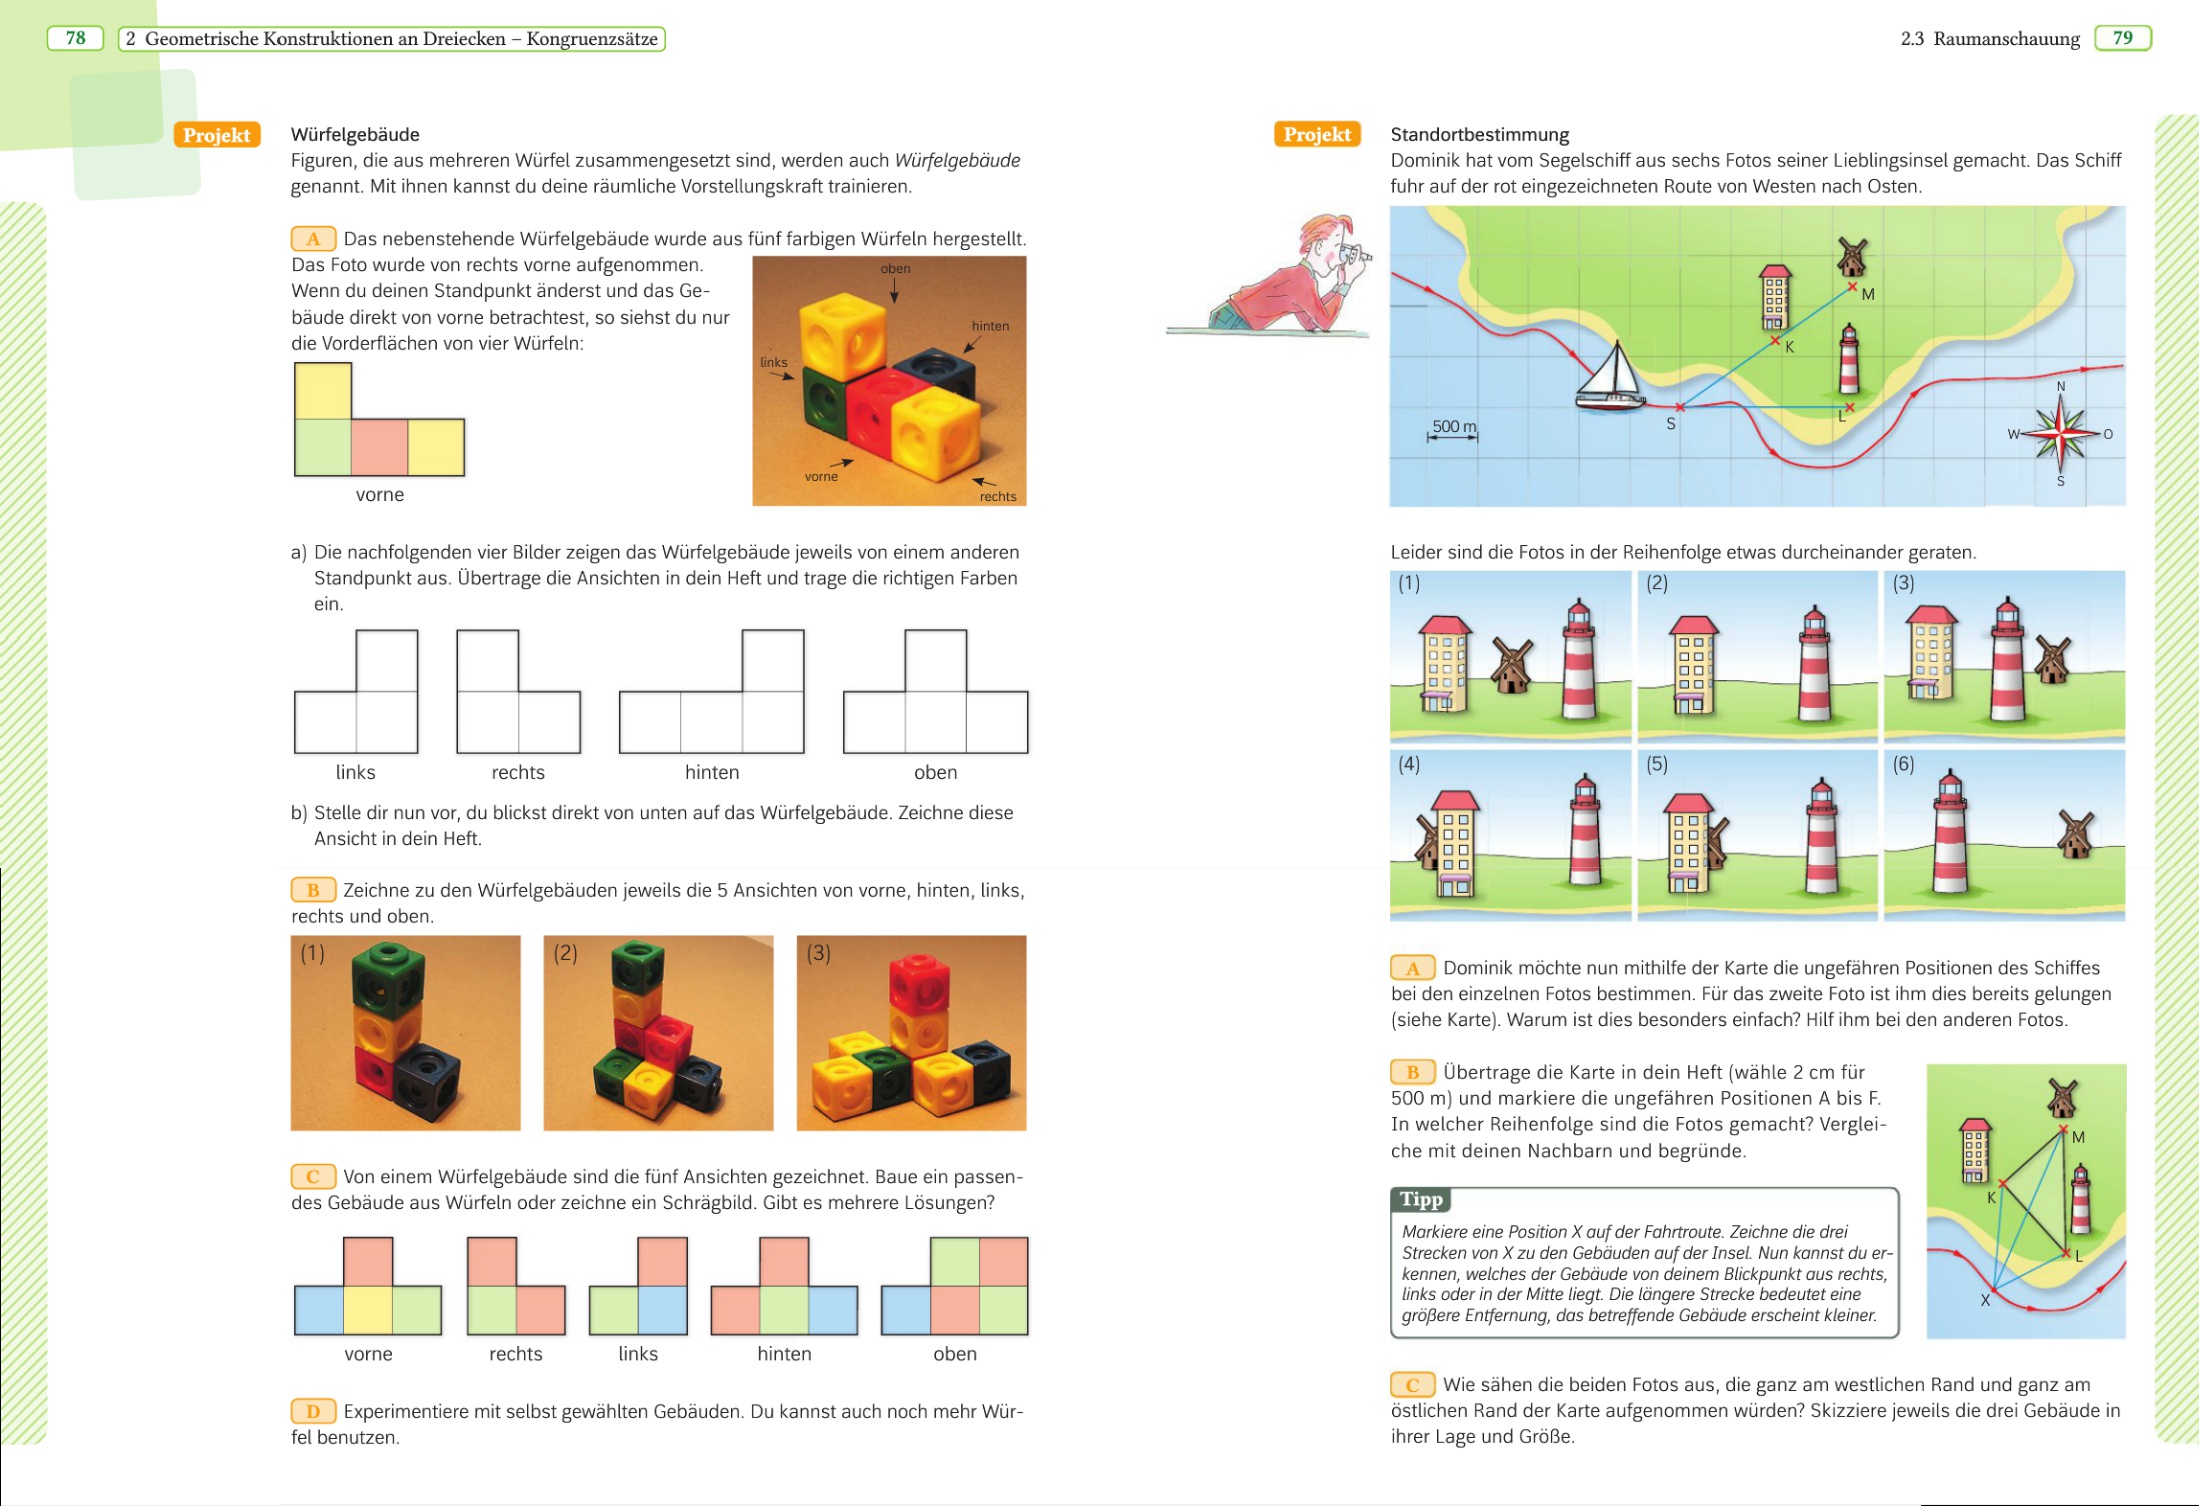 78
2 Geometrische Konstruktionen an Dreiecken – Kongruenzsätze
Projekt
Würfelgebäude
Figuren, die aus mehreren Würfel zusammengesetzt sind, werden auch Würfelgebäude
genannt. Mit ihnen kannst du deine räumliche Vorstellungskraft trainieren.
A Das nebenstehende Würfelgebäude wurde aus fünf farbigen Würfeln hergestellt.
Das Foto wurde von rechts vorne aufgenommen.
Wenn du deinen Standpunkt änderst und das Ge-
bäude direkt von vorne betrachtest, so siehst du nur
die Vorderflächen von vier Würfeln:
vorne
oben
hinten
links
vorne
rechts
a) Die nachfolgenden vier Bilder zeigen das Würfelgebäude jeweils von einem anderen
Standpunkt aus. Übertrage die Ansichten in dein Heft und trage die richtigen Farben
ein.
links rechts hinten oben
b) Stelle dir nun vor, du blickst direkt von unten auf das Würfelgebäude. Zeichne diese
Ansicht in dein Heft.
B Zeichne zu den Würfelgebäuden jeweils die 5 Ansichten von vorne, hinten, links,
rechts und oben.
(1) (2) (3)
C Von einem Würfelgebäude sind die fünf Ansichten gezeichnet. Baue ein passen-
des Gebäude aus Würfeln oder zeichne ein Schrägbild. Gibt es mehrere Lösungen?
vorne rechts links hinten oben
D Experimentiere mit selbst gewählten Gebäuden. Du kannst auch noch mehr Wür-
fel benutzen.
2.3 Raumanschauung
79
Projekt
Standortbestimmung
Dominik hat vom Segelschiff aus sechs Fotos seiner Lieblingsinsel gemacht. Das Schiff
fuhr auf der rot eingezeichneten Route von Westen nach Osten.
M
K
L
S
500 m
N
W
O
S
Leider sind die Fotos in der Reihenfolge etwas durcheinander geraten.
(1) (2) (3)
(4) (5) (6)
A Dominik möchte nun mithilfe der Karte die ungefähren Positionen des Schiffes
bei den einzelnen Fotos bestimmen. Für das zweite Foto ist ihm dies bereits gelungen
(siehe Karte). Warum ist dies besonders einfach? Hilf ihm bei den anderen Fotos.
B Übertrage die Karte in dein Heft (wähle 2 cm für
500 m) und markiere die ungefähren Positionen A bis F.
In welcher Reihenfolge sind die Fotos gemacht? Verglei-
che mit deinen Nachbarn und begründe.
Tipp
Markiere eine Position X auf der Fahrtroute. Zeichne die drei
Strecken von X zu den Gebäuden auf der Insel. Nun kannst du er-
kennen, welches der Gebäude von deinem Blickpunkt aus rechts,
links oder in der Mitte liegt. Die längere Strecke bedeutet eine
größere Entfernung, das betreffende Gebäude erscheint kleiner.
M
K
L
X
C Wie sähen die beiden Fotos aus, die ganz am westlichen Rand und ganz am
östlichen Rand der Karte aufgenommen würden? Skizziere jeweils die drei Gebäude in
ihrer Lage und Größe.